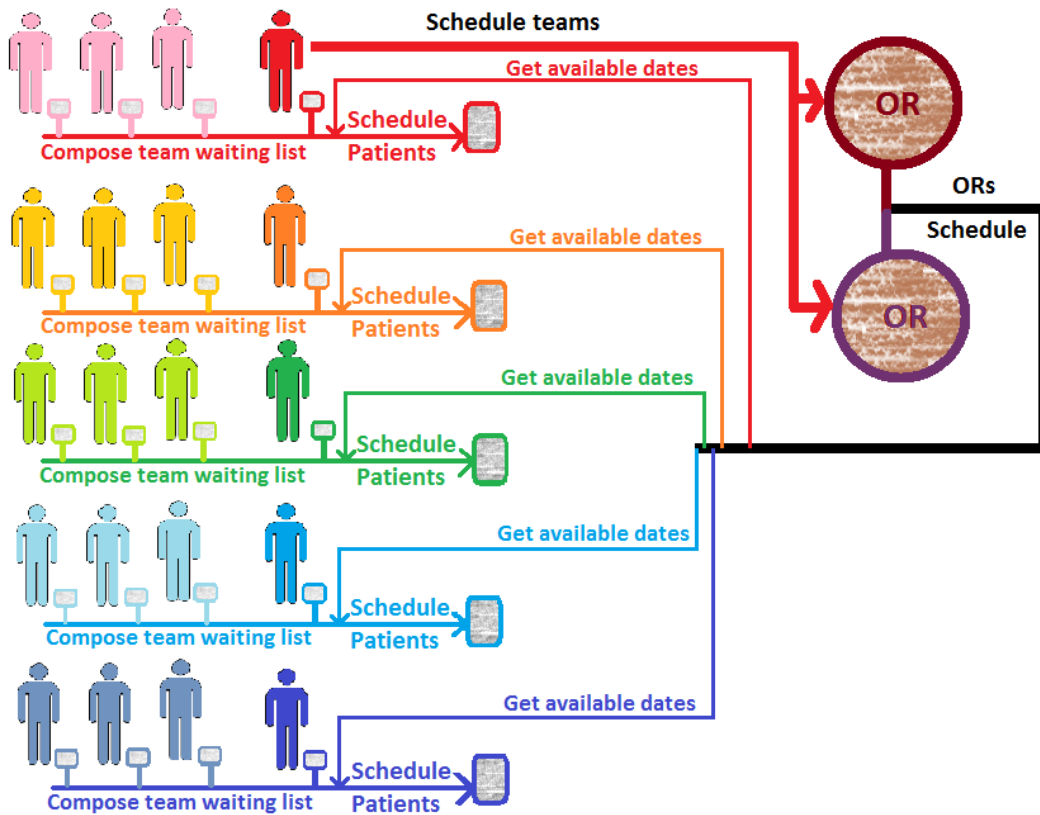 Schedule teams
Get available dates
OR
Schedule
Patients
Compose team waiting list
ORs
Schedule
Get available dates
OR
Schedule
Patients
Compose team waiting list
Get available dates
Schedule
Patients
Compose team waiting list
Get available dates
Schedule
Patients
Compose team waiting list
Get available dates
Schedule
Patients
Compose team waiting list